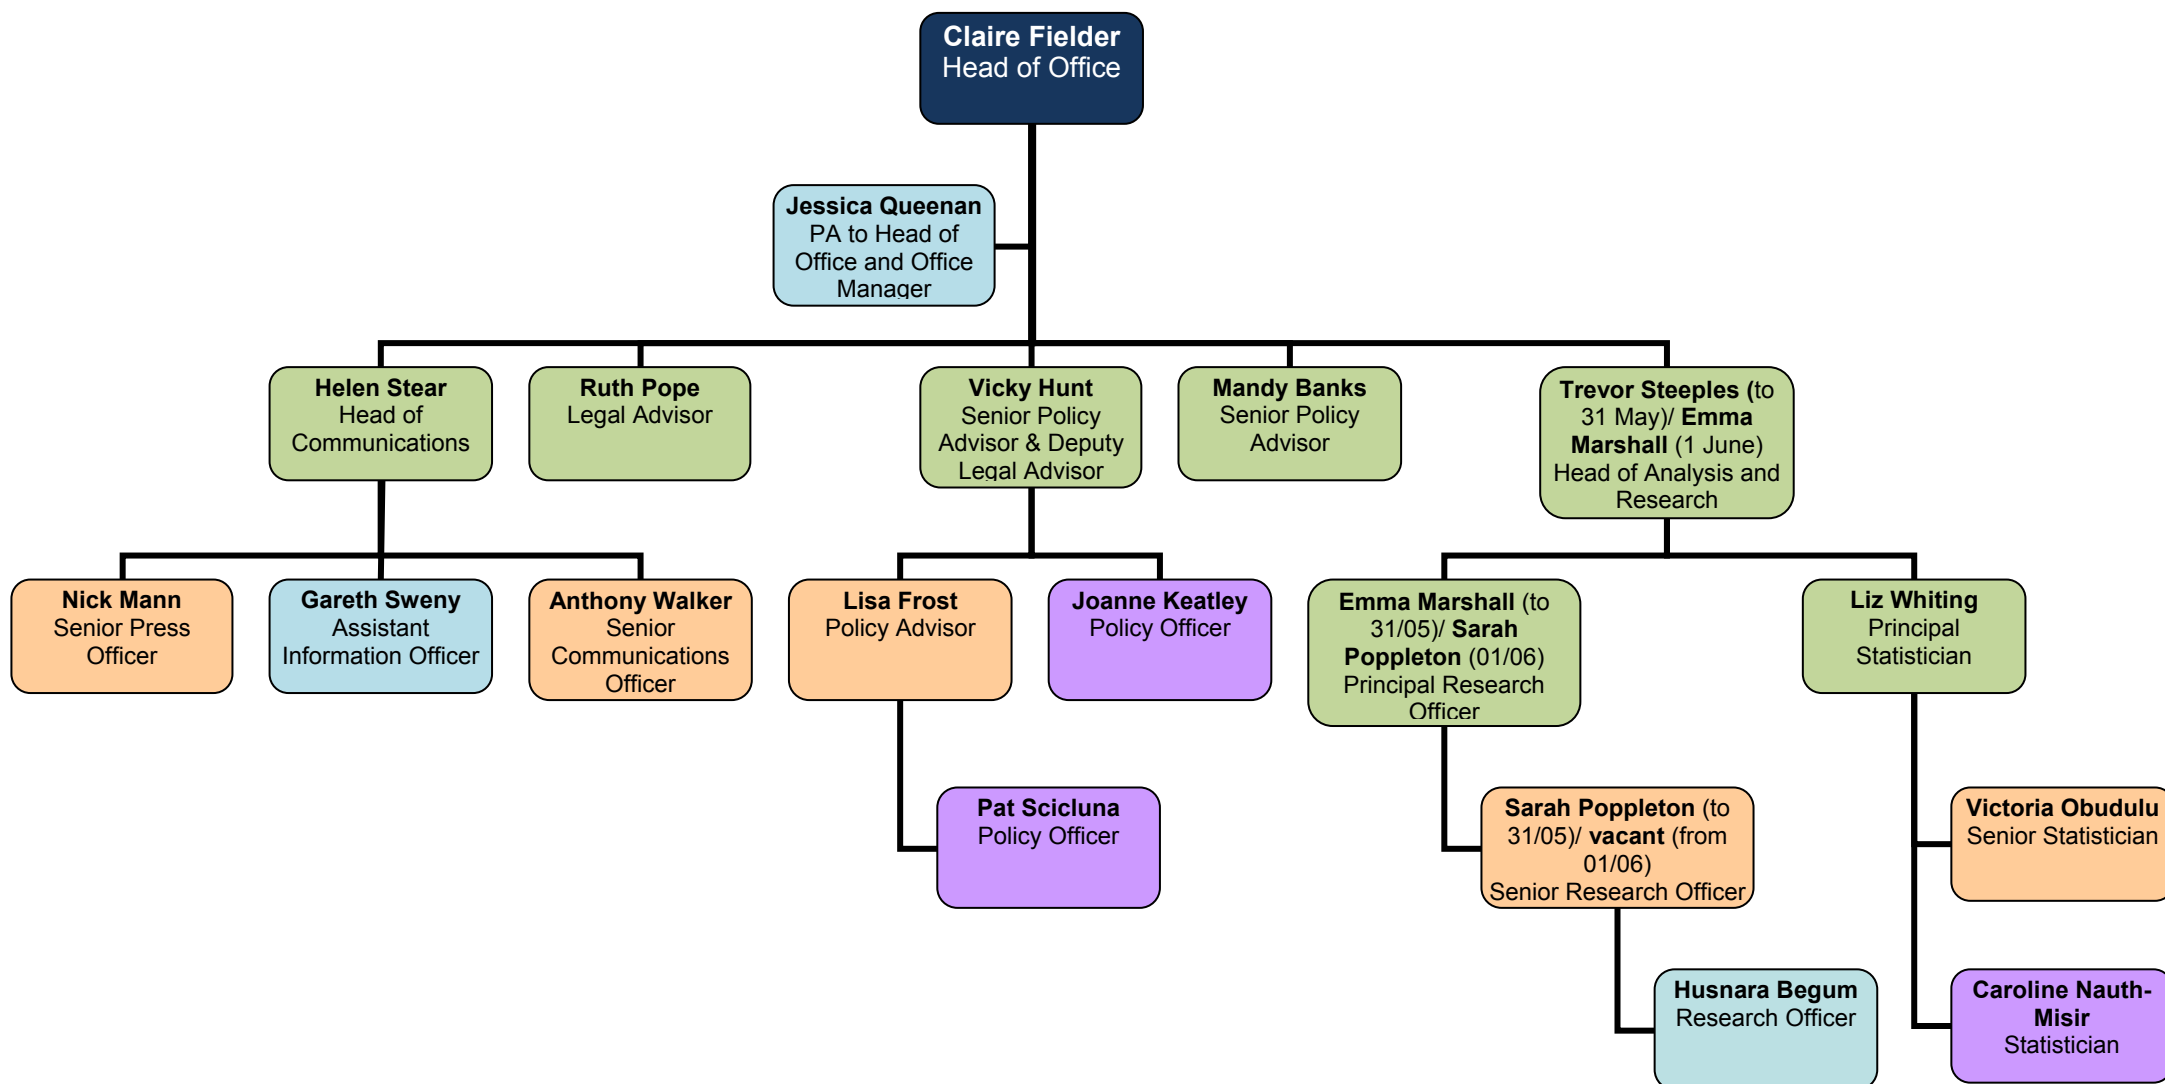 Claire Fielder
Head of Office
Jessica Queenan
PA to Head of
Office and Office
Manager
Helen Stear
Head of
Communications
Ruth Pope
Legal Advisor
Vicky Hunt
Senior Policy
Advisor & Deputy
Legal Advisor
Mandy Banks
Senior Policy
Advisor
Trevor Steeples (to
31 May)/ Emma
Marshall (1 June)
Head of Analysis and
Research
Nick Mann
Senior Press
Officer
Gareth Sweny
Assistant
Information Officer
Anthony Walker
Senior
Communications
Officer
Lisa Frost
Policy Advisor
Joanne Keatley
Policy Officer
Emma Marshall (to
31/05)/ Sarah
Poppleton (01/06)
Principal Research
Officer
Liz Whiting
Principal
Statistician
Pat Scicluna
Policy Officer
Sarah Poppleton (to
31/05)/ vacant (from
01/06)
Senior Research Officer
Victoria Obudulu
Senior Statistician
Husnara Begum
Research Officer
Caroline Nauth-
Misir
Statistician